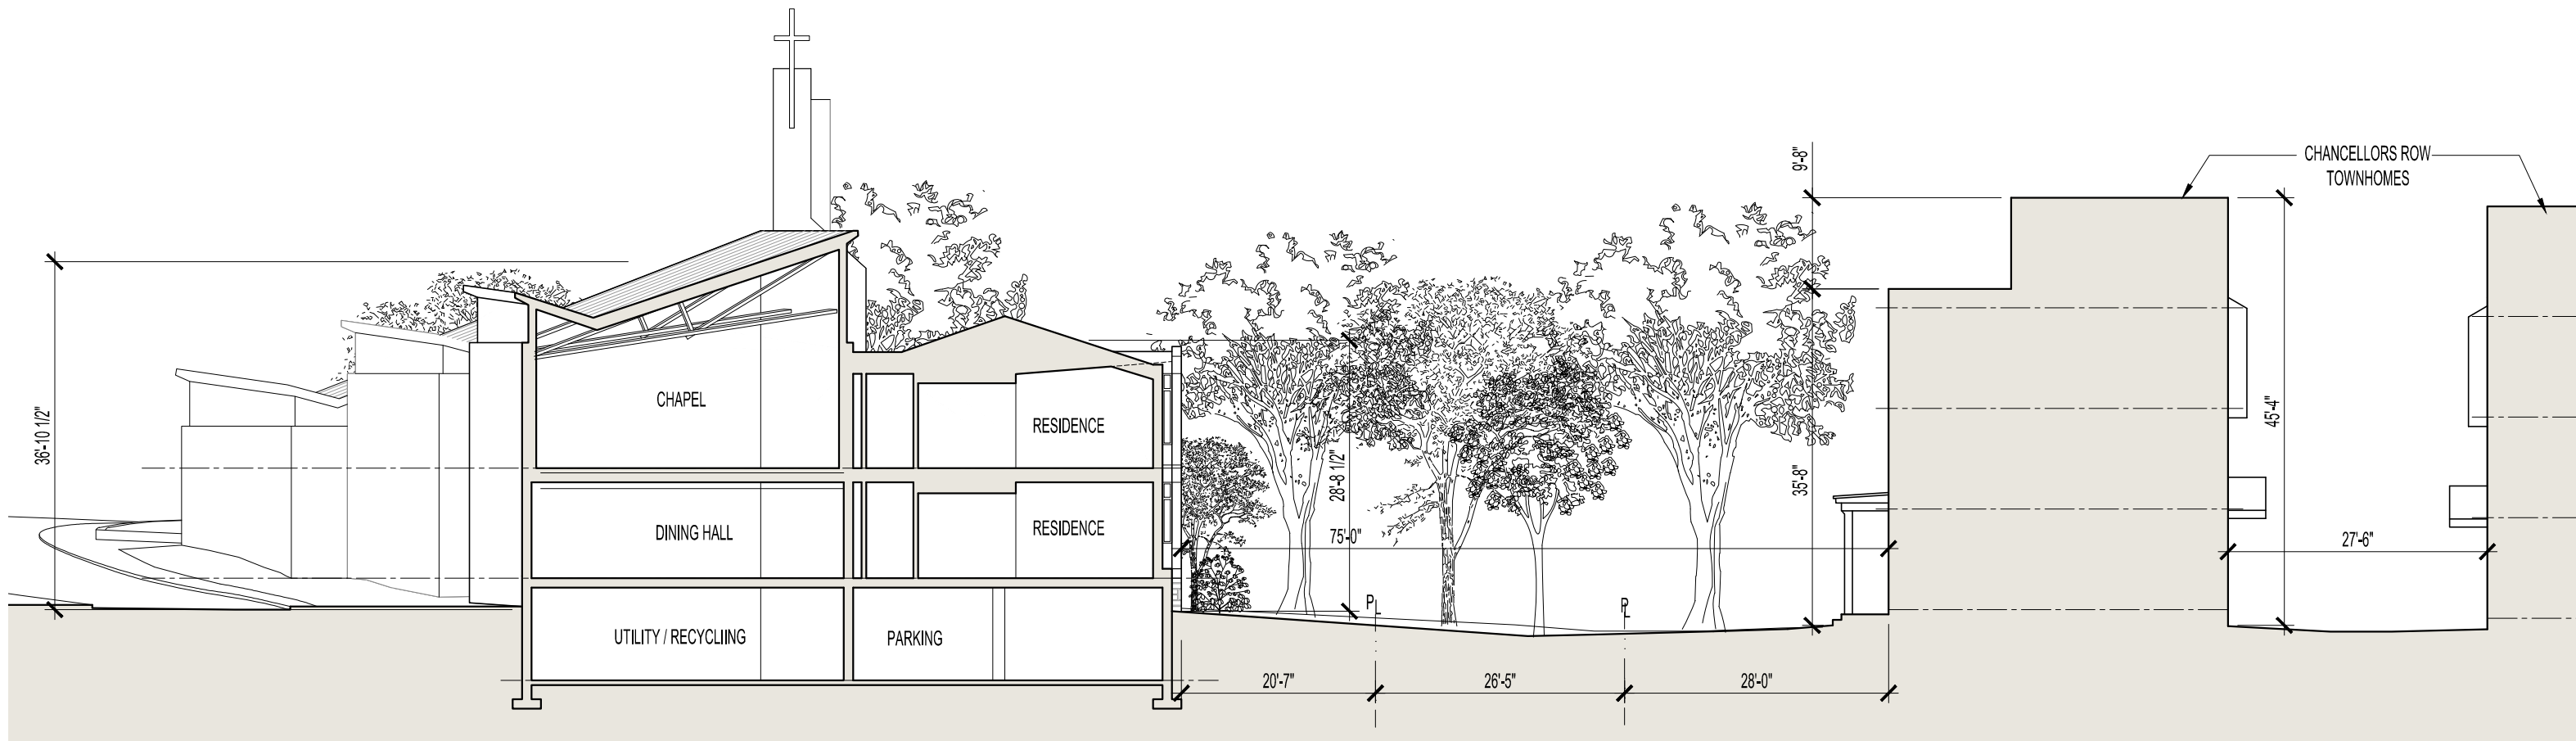 9'-8"
CHANCELLORS ROW
TOWNHOMES
36'-10 1/2"
CHAPEL
RESIDENCE
45'-4"
28'-8 1/2"
35'-8"
DINING HALL
RESIDENCE
75'-0"
27'-6"
PL
PL
UTILITY / RECYCLIING
PARKING
20'-7"
26'-5"
28'-0"